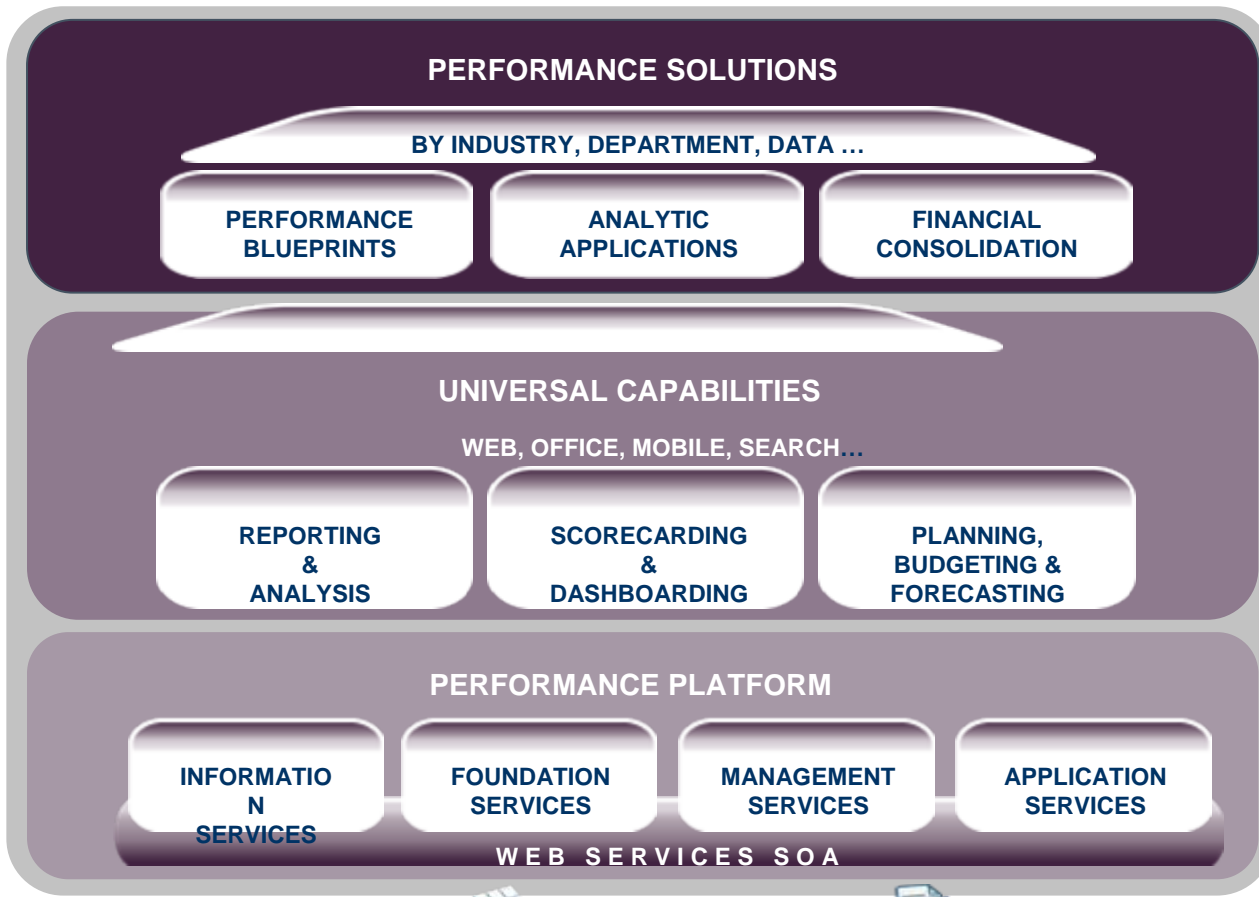 PERFORMANCE SOLUTIONS
BY INDUSTRY, DEPARTMENT, DATA …
PERFORMANCE
BLUEPRINTS
ANALYTIC
APPLICATIONS
FINANCIAL
CONSOLIDATION
UNIVERSAL CAPABILITIES
WEB, OFFICE, MOBILE, SEARCH…
REPORTING
&
ANALYSIS
SCORECARDING
&
DASHBOARDING
PLANNING,
BUDGETING &
FORECASTING
PERFORMANCE PLATFORM
INFORMATIO
N
SERVICES
FOUNDATION
SERVICES
MANAGEMENT
SERVICES
APPLICATION
SERVICES
WEB SERVICES SOA